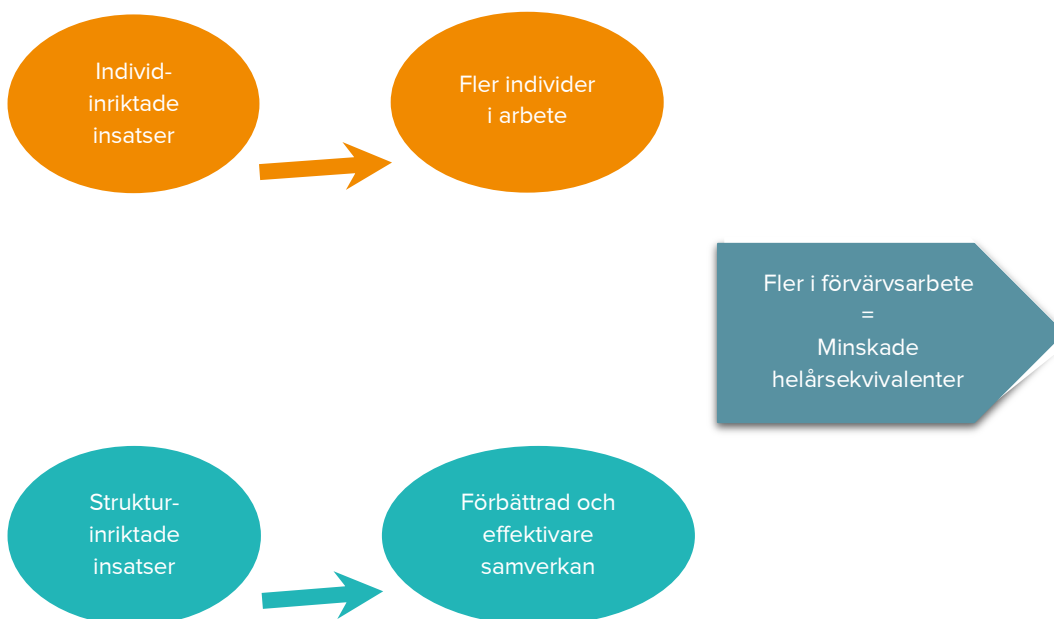 Individ-
inriktade
insatser
Fler individer
i arbete
Fler i förvärvsarbete
=
Minskade
helårsekvivalenter
Struktur-
inriktade
insatser
Förbättrad och
effektivare
samverkan